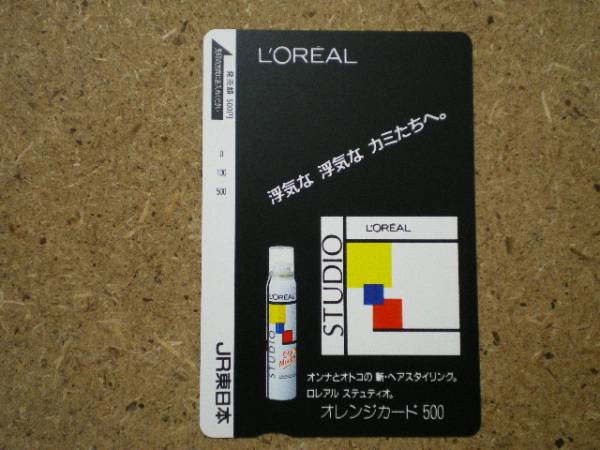 L'ORÉAL
浮気な 浮気な カミたちへ。
STUDIO
L'ORÉAL
L'ORÉAL
STUDIO
オンナとオトコの 新・ヘアスタイリング。
ロレアル ステュディオ。
オレンジカード 500
発売額 500円
0
100
500
JR東日本